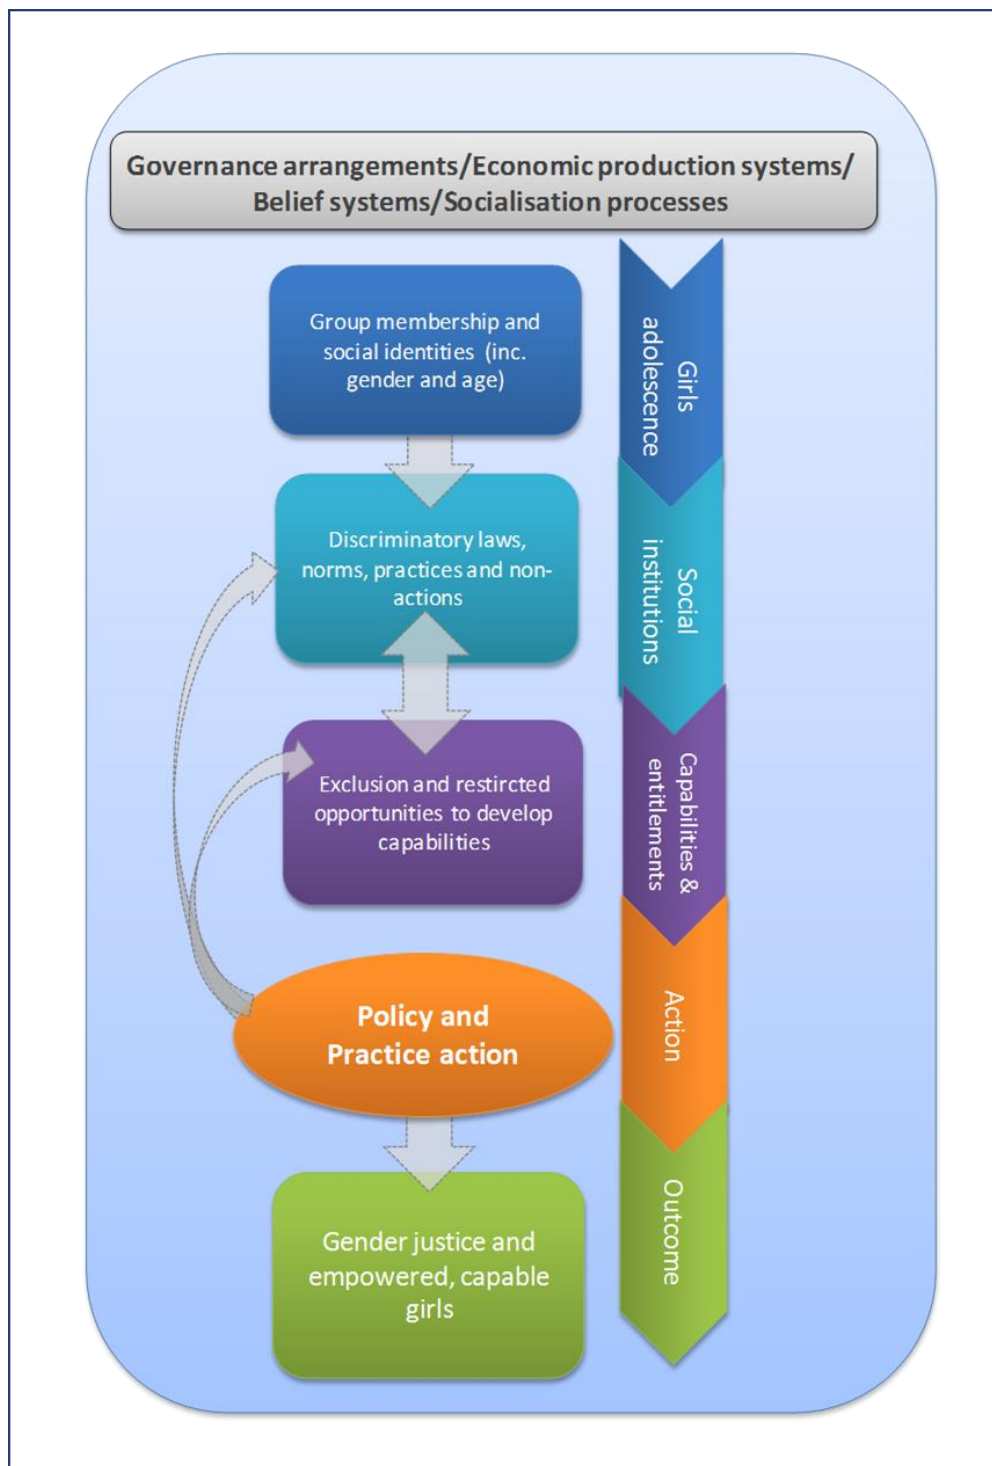 Governance arrangements/Economic production systems/
Belief systems/Socialisation processes
Group membership and
social identities (inc.
gender and age)
Girls
adolescence
Discriminatory laws,
norms, practices and non-
actions
Social
institutions
Exclusion and restircted
opportunities to develop
capabilities
Capabilities &
entitlements
Policy and
Practice action
Action
Gender justice and
empowered, capable
girls
Outcome